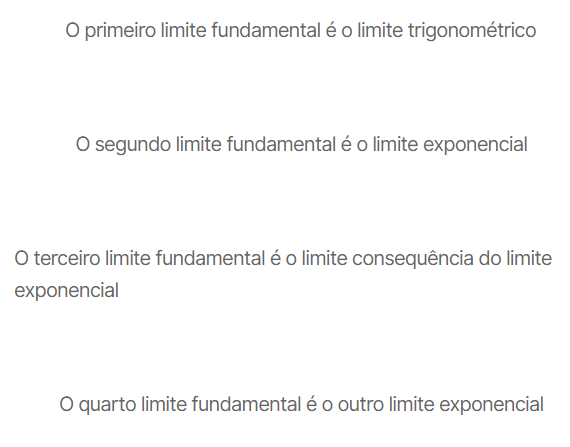 O primeiro limite fundamental é o limite trigonométrico
O segundo limite fundamental é o limite exponencial
O terceiro limite fundamental é o limite consequência do limite
exponencial
O quarto limite fundamental é o outro limite exponencial